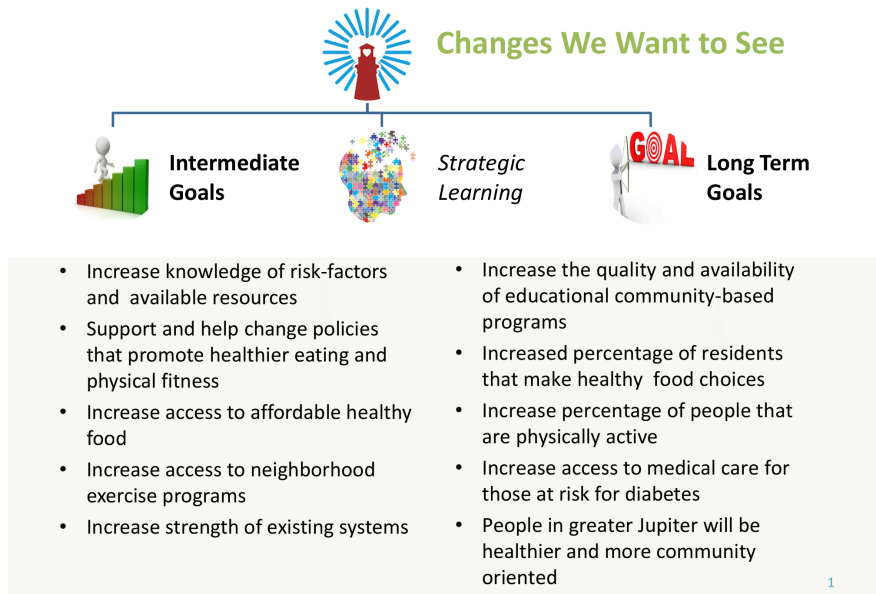 Changes We Want to See
Intermediate
Goals
Strategic
Learning
GOAL
Long Term
Goals
• Increase knowledge of risk-factors
and  available resources
• Support and help change policies
that promote healthier eating and
physical fitness
• Increase access to affordable healthy
food
• Increase access to neighborhood
exercise programs
• Increase strength of existing systems
• Increase the quality and availability
of educational community-based
programs
• Increased percentage of residents
that make healthy  food choices
• Increase percentage of people that
are physically active
• Increase access to medical care for
those at risk for diabetes
• People in greater Jupiter will be
healthier and more community
oriented
1